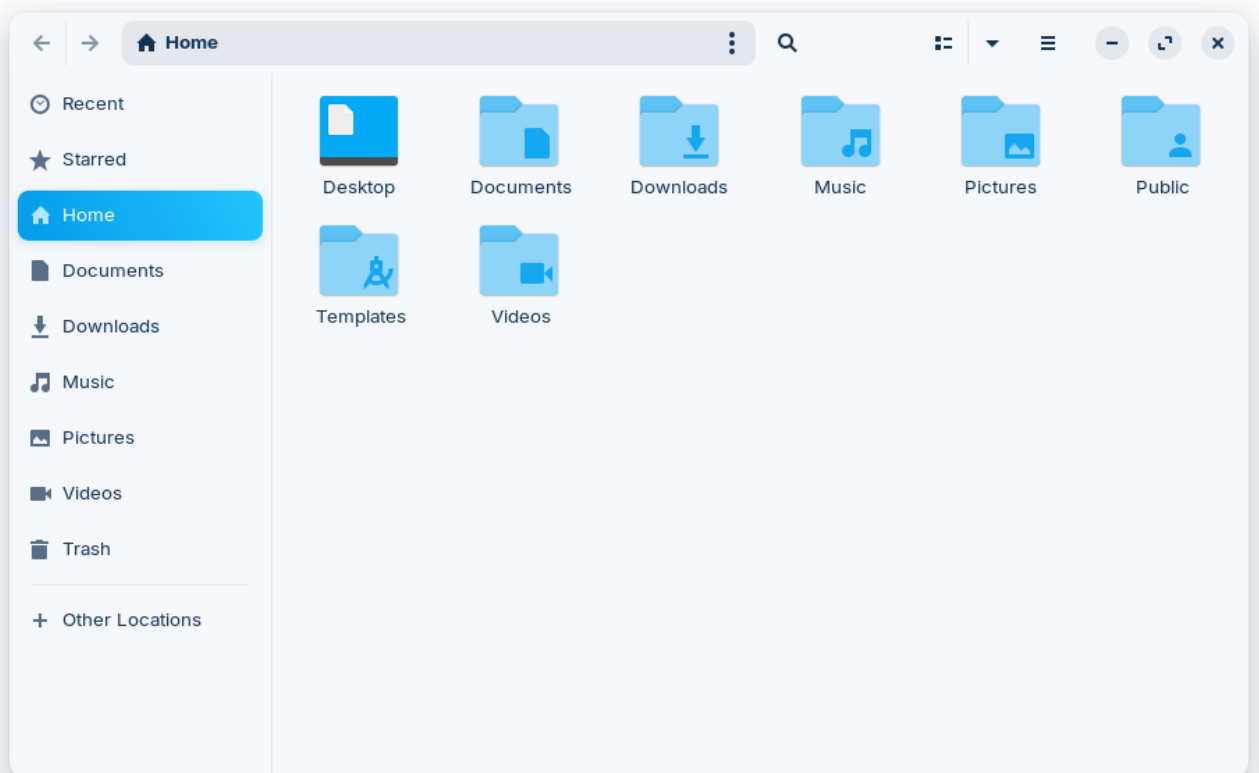 Home
Recent
Starred
Home
Documents
Downloads
Music
Pictures
Videos
Trash
Other Locations
Desktop Documents Downloads Music Pictures Public
Templates Videos